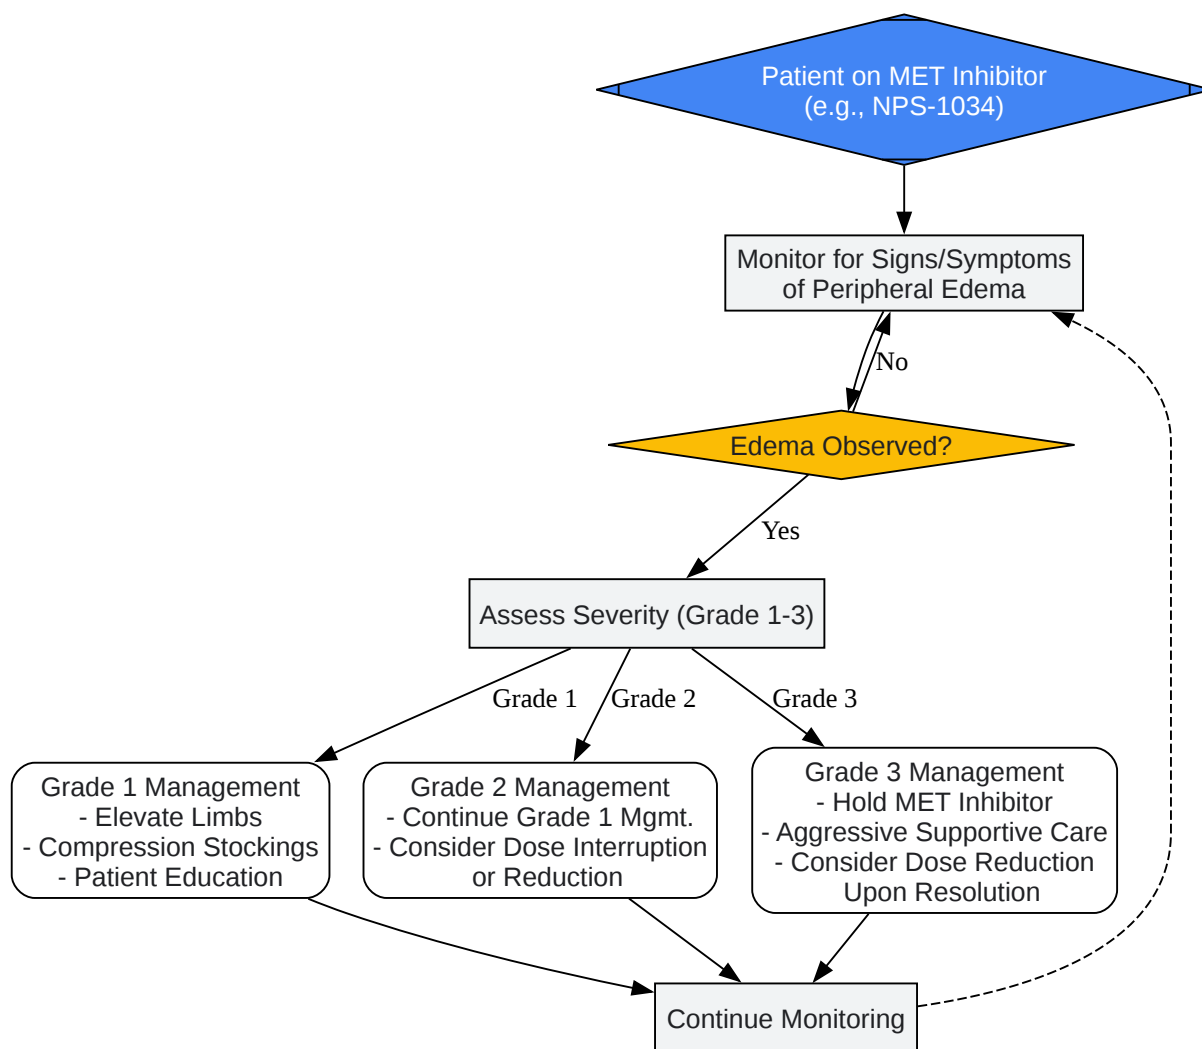 Patient on MET Inhibitor
(e.g., NPS-1034)
Monitor for Signs/Symptoms
of Peripheral Edema
No
Edema Observed?
Yes
Assess Severity (Grade 1-3)
Grade 1
Grade 2
Grade 3
Grade 1 Management
- Elevate Limbs
- Compression Stockings
- Patient Education
Grade 2 Management
- Continue Grade 1 Mgmt.
- Consider Dose Interruption
or Reduction
Grade 3 Management
- Hold MET Inhibitor
- Aggressive Supportive Care
- Consider Dose Reduction
Upon Resolution
Continue Monitoring